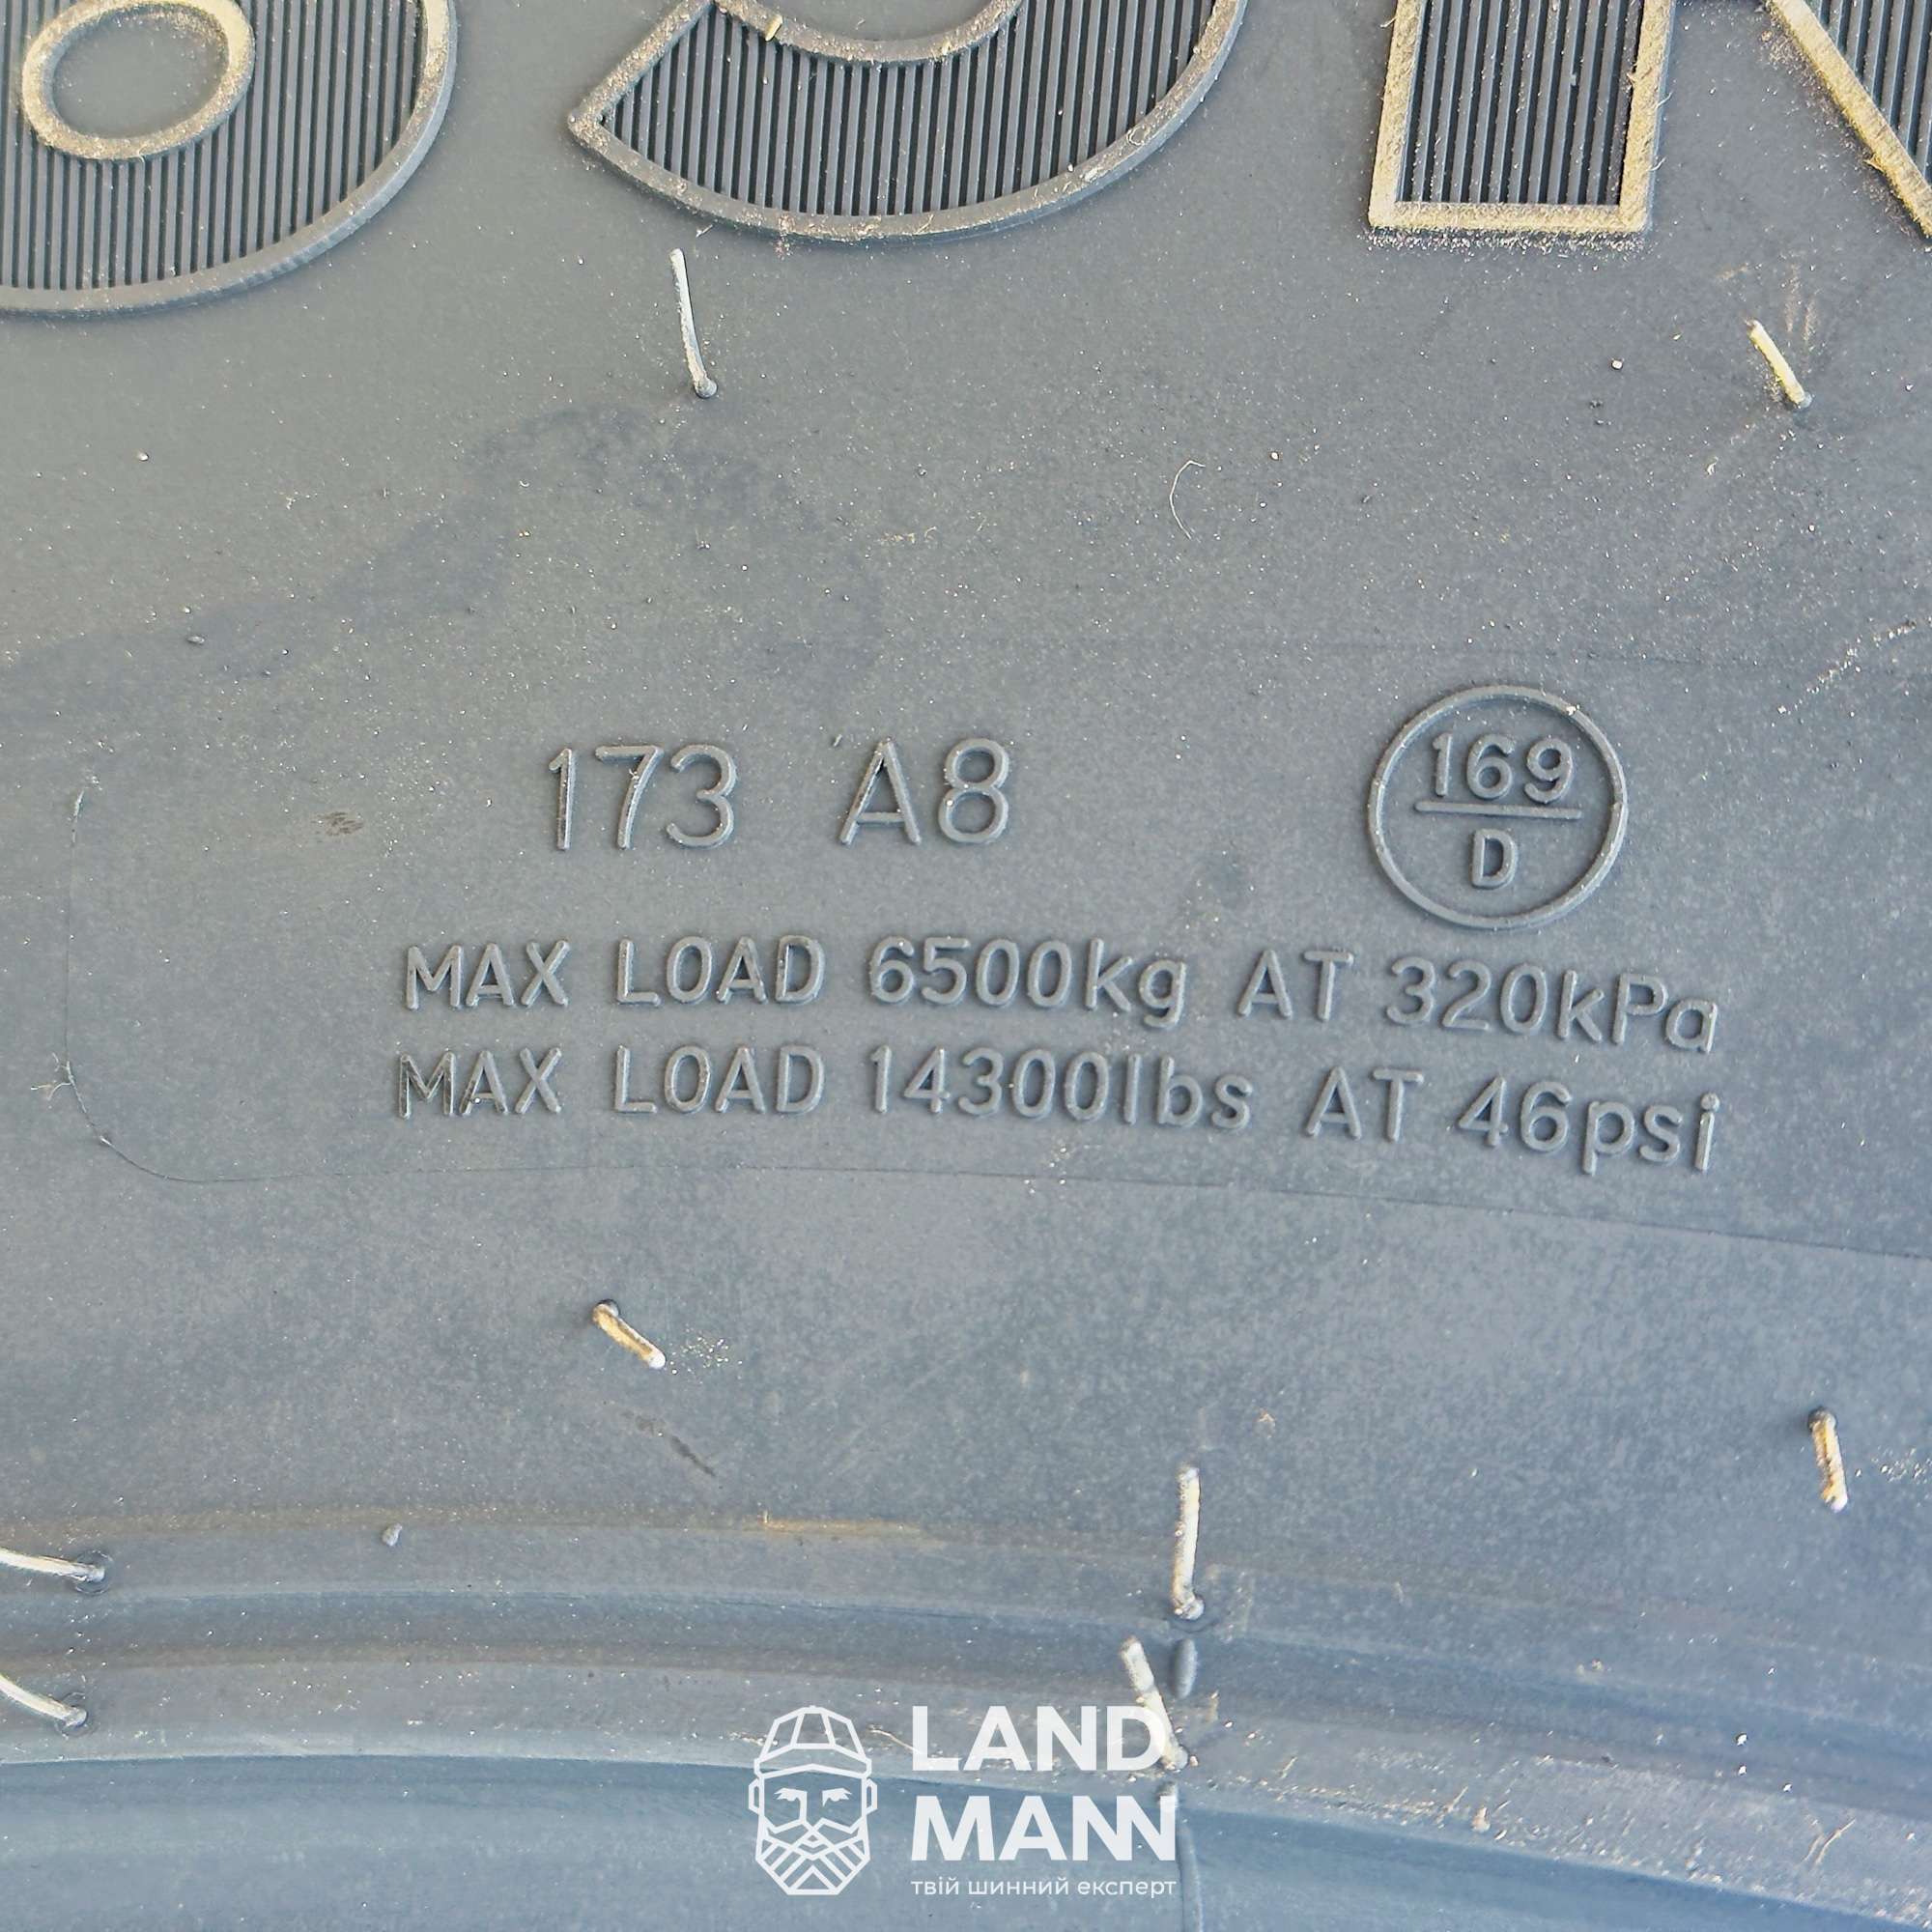 173 A8
169
D
MAX LOAD 6500kg AT 320kPa
MAX LOAD 14300lbs AT 46psi
LAND
MANN
твій шинний експерт